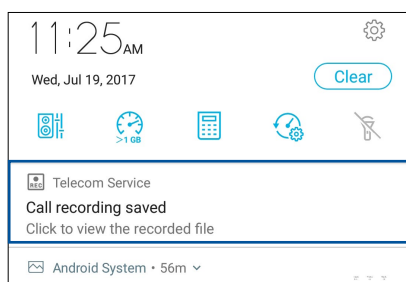 11:25AM
Wed, Jul 19, 2017
Clear
>1 GB
REC Telecom Service
Call recording saved
Click to view the recorded file
Android System • 56m